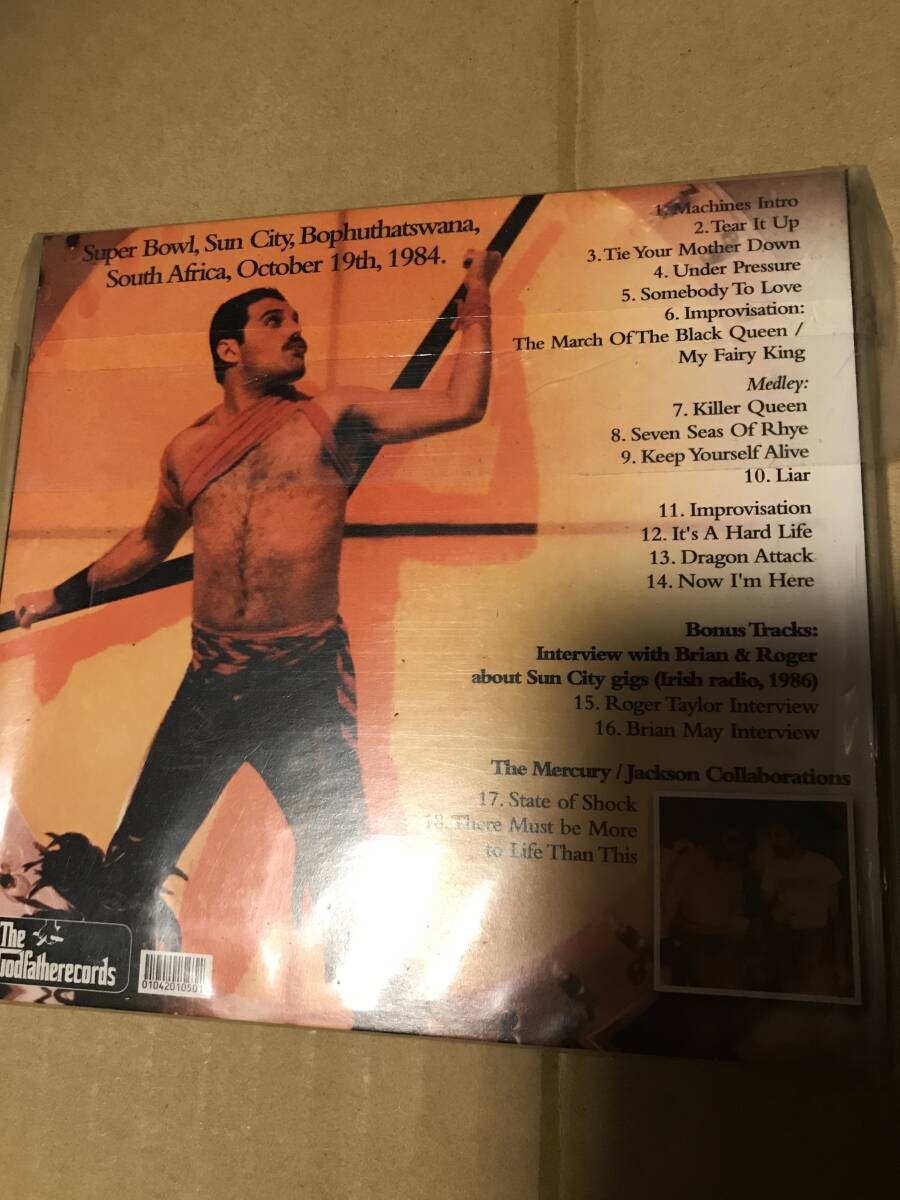 Super Bowl, Sun City, Bophuthatswana,
South Africa, October 19th, 1984.
1. Machines Intro
2. Tear It Up
3. Tie Your Mother Down
4. Under Pressure
5. Somebody To Love
6. Improvisation:
The March Of The Black Queen /
My Fairy King
Medley:
7. Killer Queen
8. Seven Seas Of Rhye
9. Keep Yourself Alive
10. Liar
11. Improvisation
12. It's A Hard Life
13. Dragon Attack
14. Now I'm Here
Bonus Tracks:
Interview with Brian & Roger
about Sun City gigs (Irish radio, 1986)
15. Roger Taylor Interview
16. Brian May Interview
The Mercury / Jackson Collaborations
17. State of Shock
18. There Must be More
to Life Than This
The
Godfatherecords
01042010501